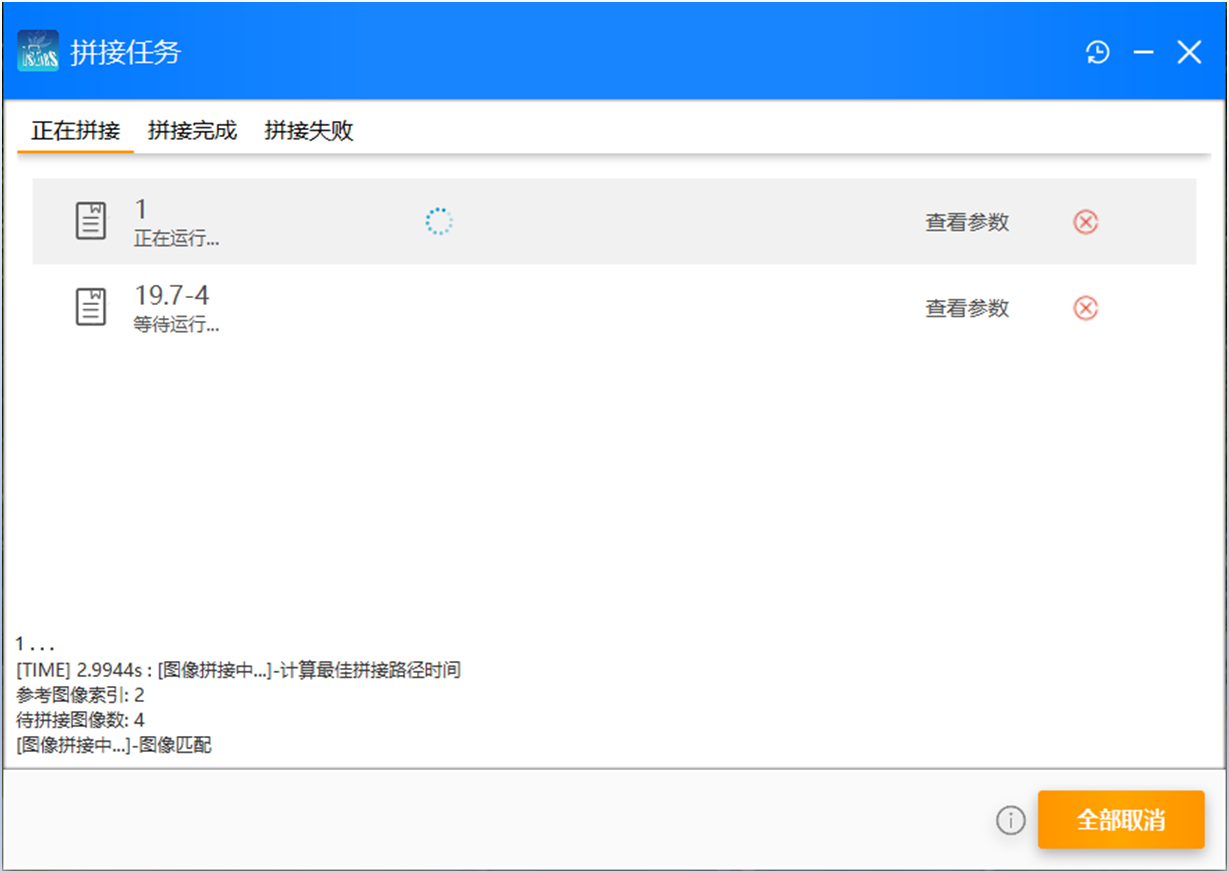 拼接任务
正在拼接 拼接完成 拼接失败
1
正在运行...
查看参数
19.7-4
等待运行...
查看参数
1 . . .
[TIME] 2.9944s : [图像拼接中...]-计算最佳拼接路径时间
参考图像索引: 2
待拼接图像数: 4
[图像拼接中...]-图像匹配
全部取消